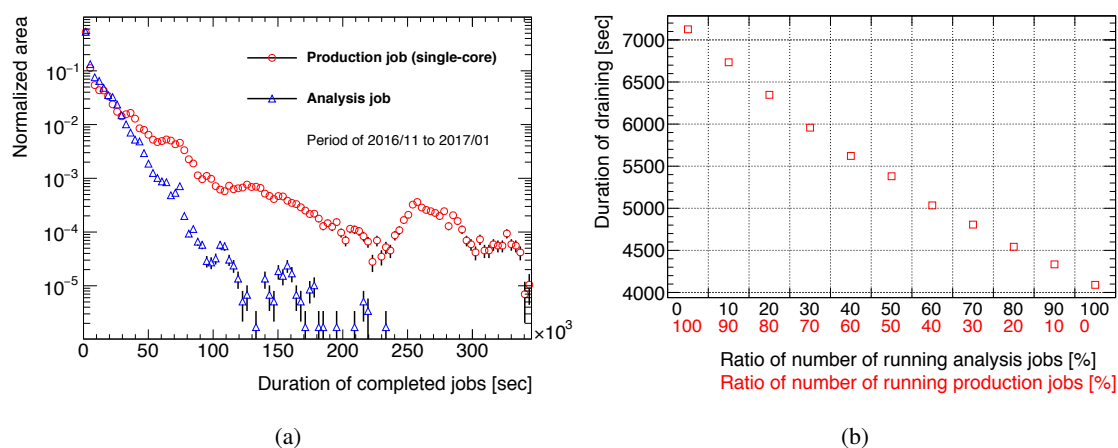 Normalized area
10⁻¹
10⁻²
10⁻³
10⁻⁴
10⁻⁵
Production job (single-core)
Analysis job
Period of 2016/11 to 2017/01
0 50 100 150 200 250 300
×10³
Duration of completed jobs [sec]
(a)
Duration of draining [sec]
7000
6500
6000
5500
5000
4500
4000
0 10 20 30 40 50 60 70 80 90 100
100 90 80 70 60 50 40 30 20 10 0
Ratio of number of running analysis jobs [%]
Ratio of number of running production jobs [%]
(b)